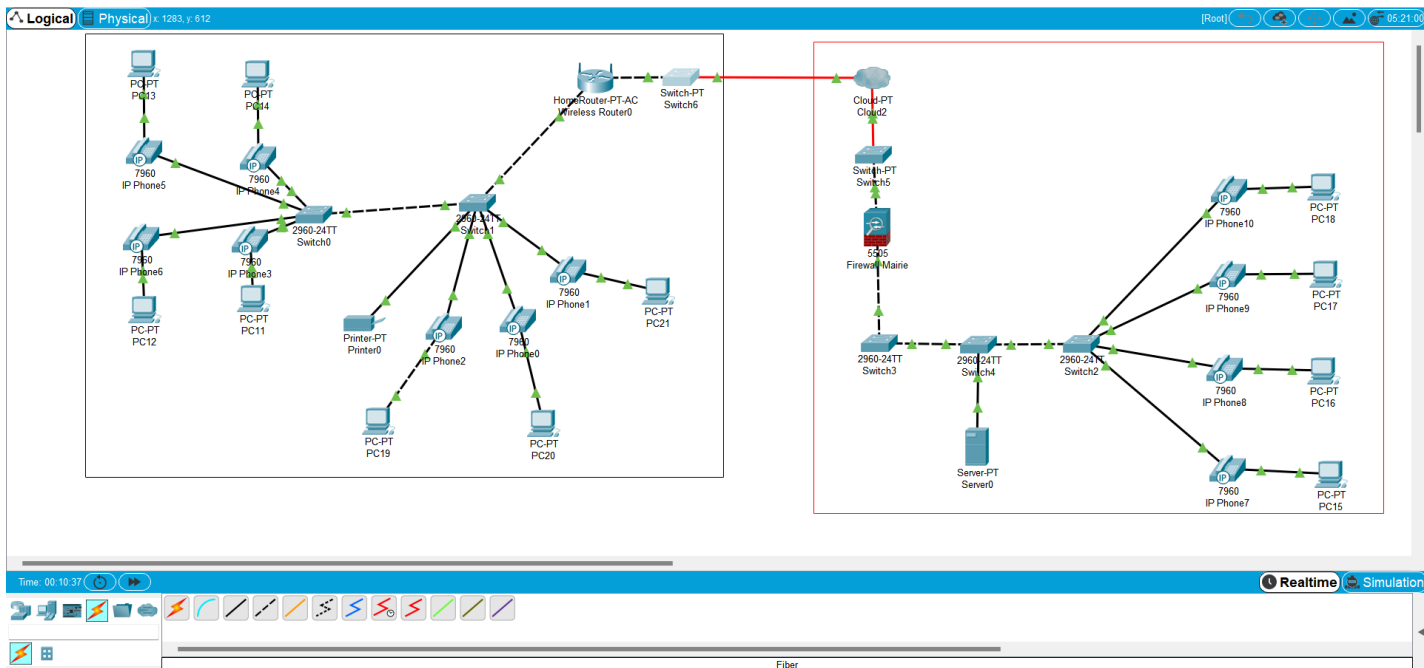 Logical
Physical
x: 1283, y: 612
[Root]
05:21:00
PC-PT
PC13
PC-PT
PC14
HomeRouter-PT-AC
Wireless Router0
Switch-PT
Switch6
Cloud-PT
Cloud2
7960
IP Phone5
7960
IP Phone4
Switch-PT
Switch5
7960
IP Phone10
PC-PT
PC18
2960-24TT
Switch0
2960-24TT
Switch1
5505
Firewall-Mairie
7960
IP Phone6
7960
IP Phone3
7960
IP Phone1
PC-PT
PC21
7960
IP Phone9
PC-PT
PC17
PC-PT
PC12
PC-PT
PC11
Printer-PT
Printer0
7960
IP Phone2
7960
IP Phone0
2960-24TT
Switch3
2960-24TT
Switch4
2960-24TT
Switch2
7960
IP Phone8
PC-PT
PC16
PC-PT
PC19
PC-PT
PC20
Server-PT
Server0
7960
IP Phone7
PC-PT
PC15
Time: 00:10:37
Realtime
Simulation
Fiber